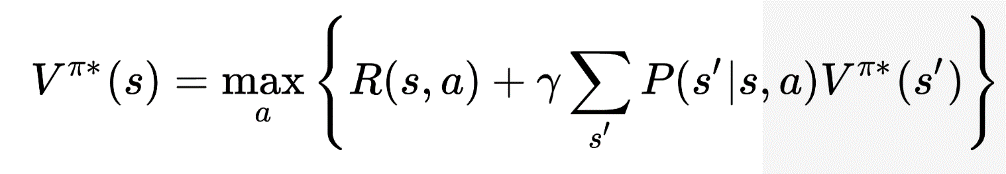 V^{π*}(s) = max_a { R(s, a) + γ ∑_{s′} P(s′|s, a)V^{π*}(s′) }